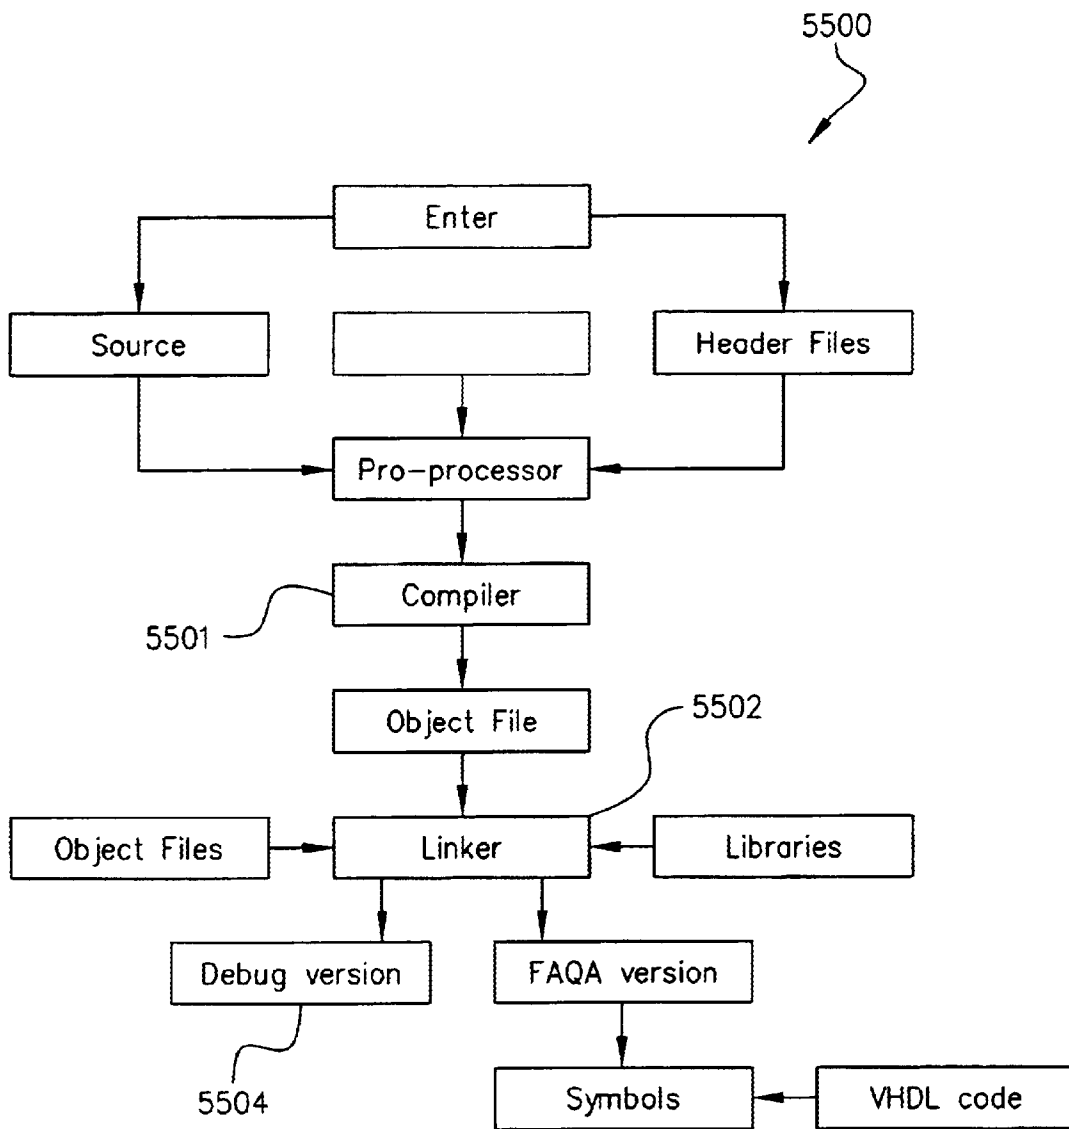 5500
Enter
Source
Header Files
Pro-processor
Compiler
5501
Object File
5502
Object Files
Linker
Libraries
Debug version
FAQA version
5504
Symbols
VHDL code